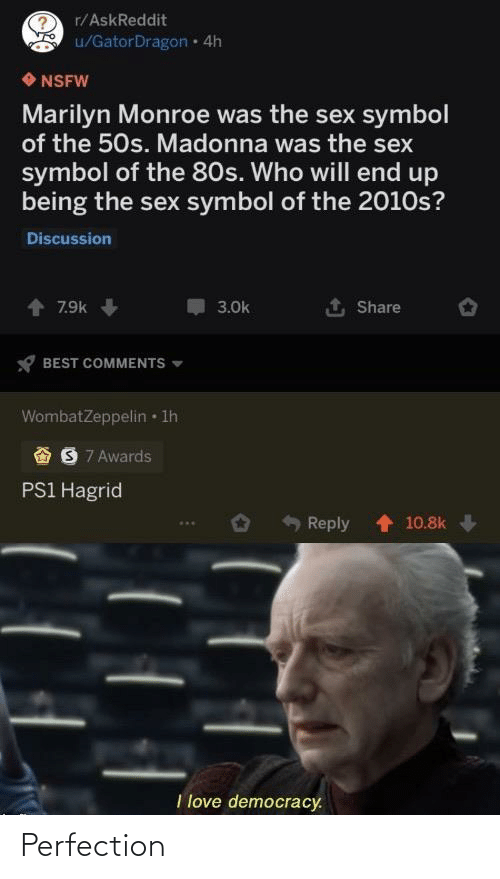 r/AskReddit
u/GatorDragon • 4h
NSFW
Marilyn Monroe was the sex symbol
of the 50s. Madonna was the sex
symbol of the 80s. Who will end up
being the sex symbol of the 2010s?
Discussion
7.9k 3.0k Share
BEST COMMENTS
WombatZeppelin • 1h
S 7 Awards
PS1 Hagrid
... Reply 10.8k
I love democracy.
Perfection